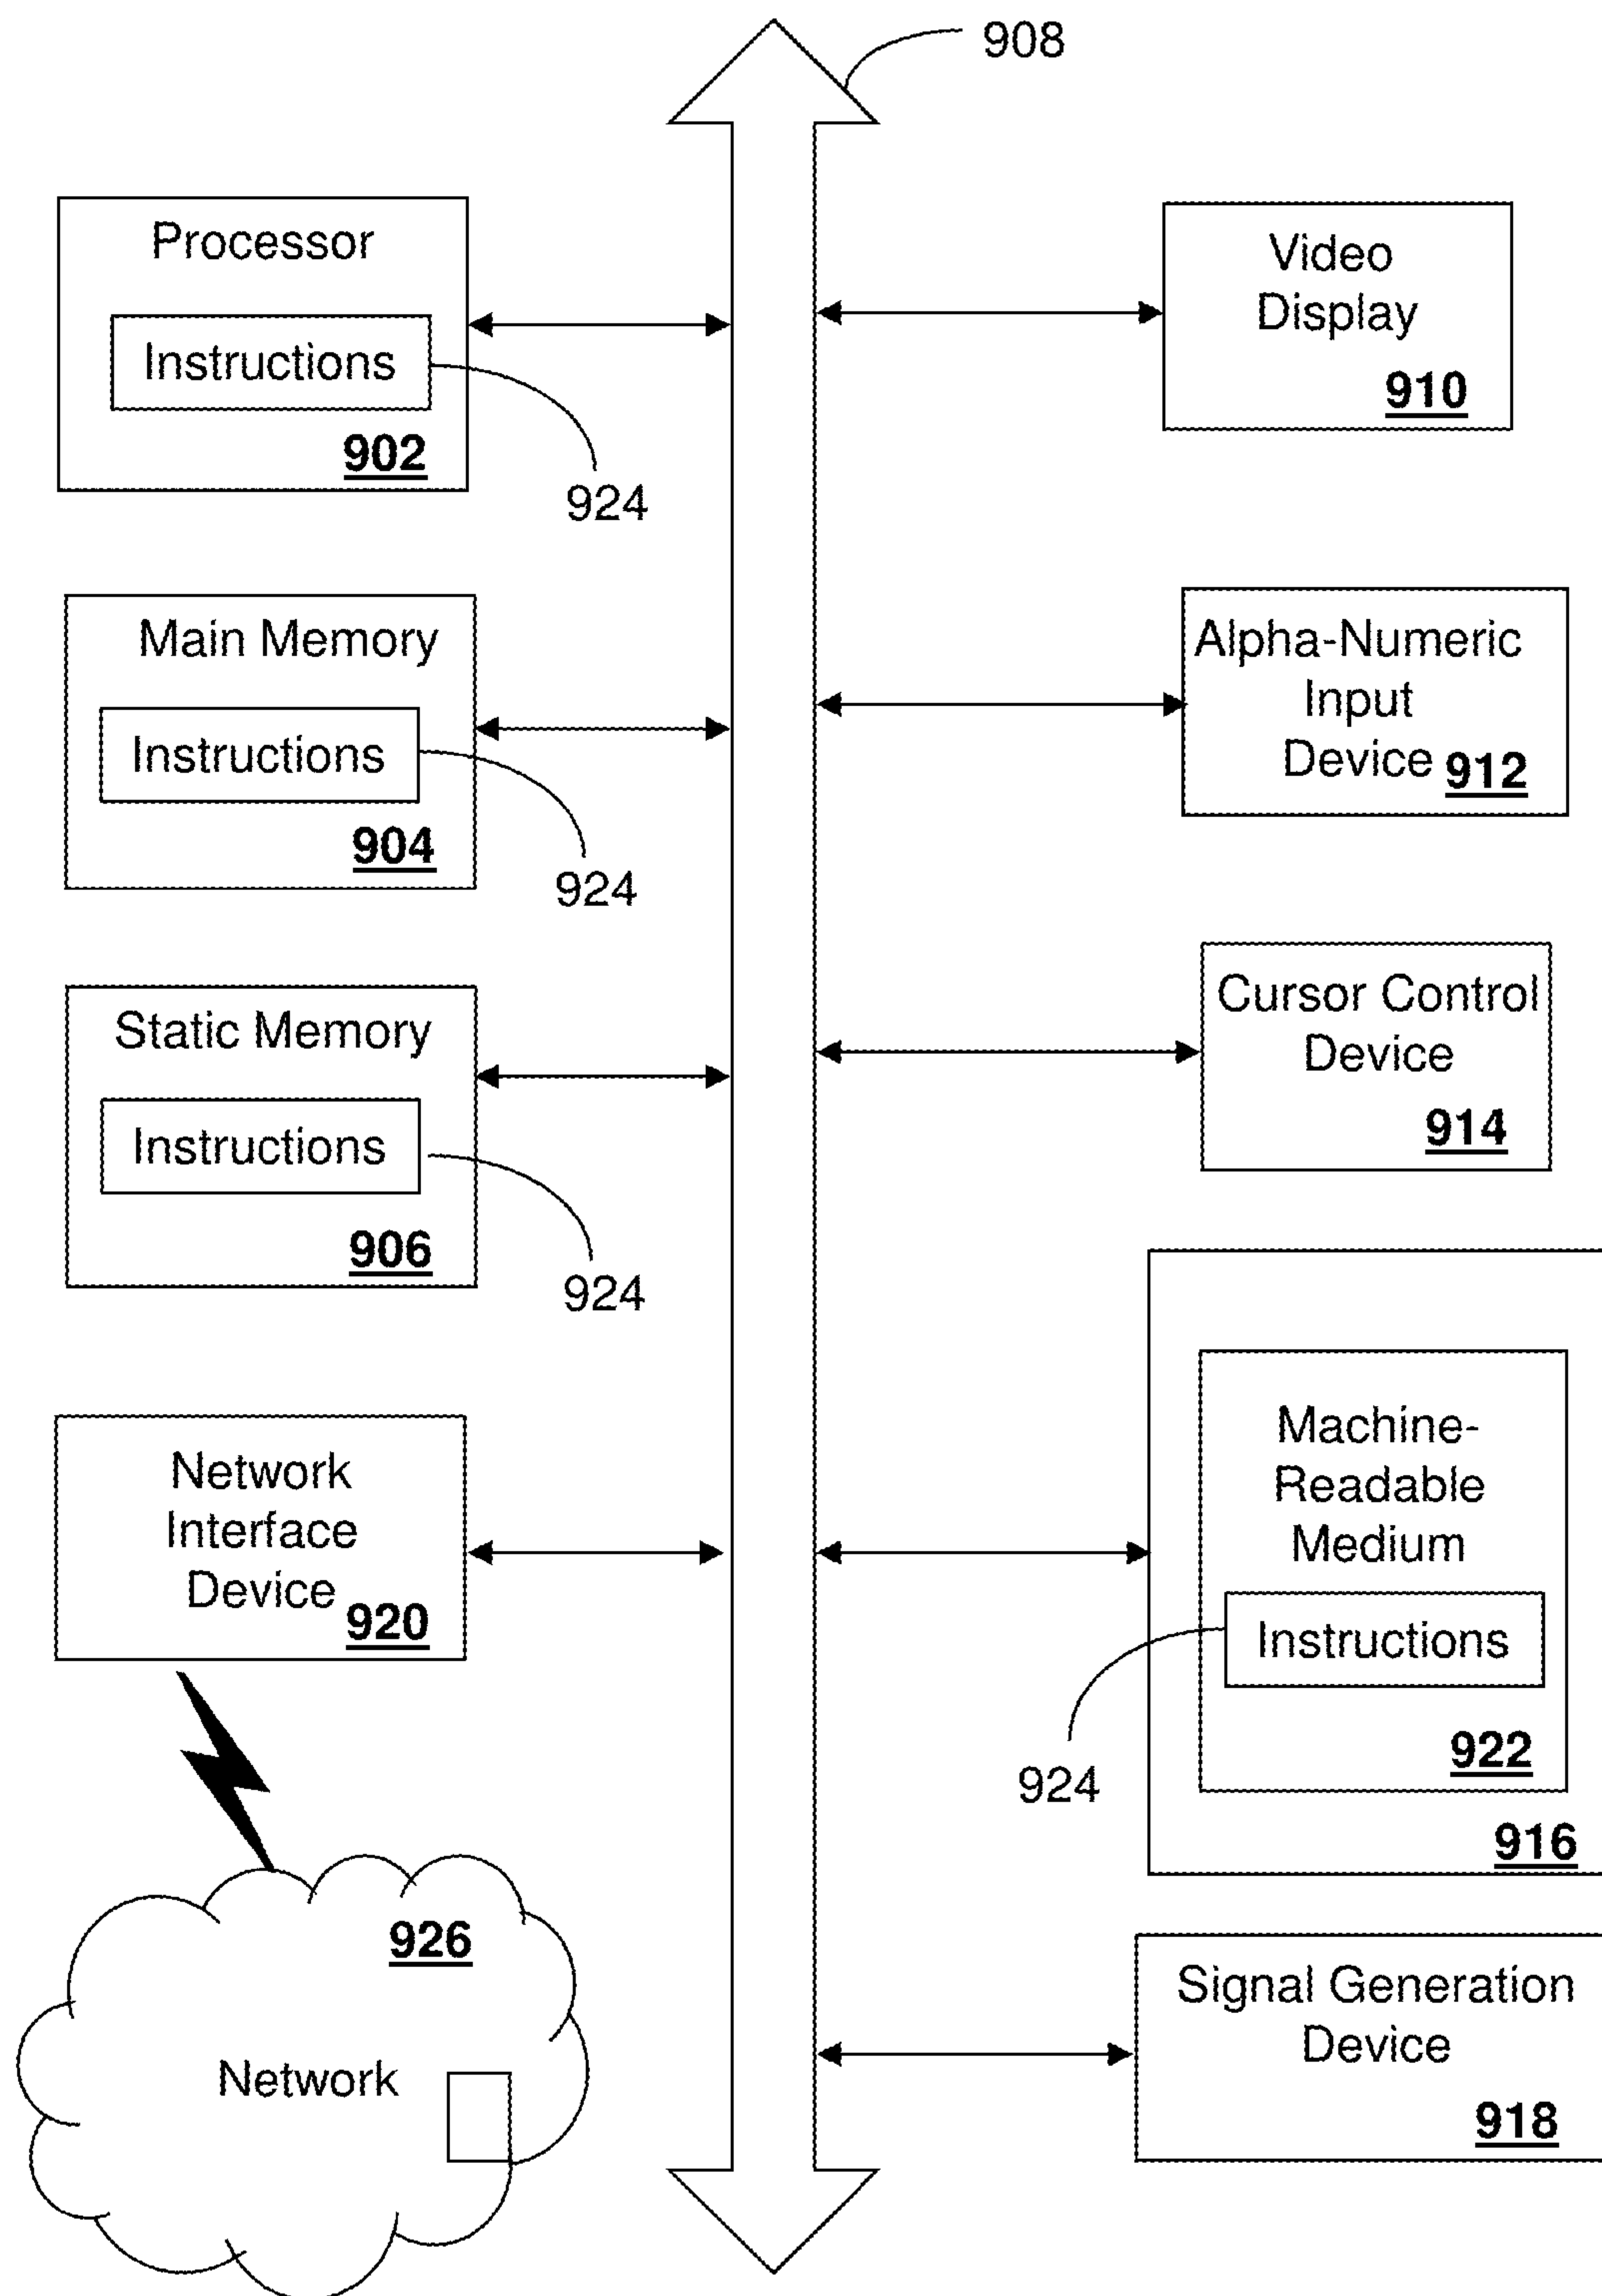 908
Processor
Instructions
902
924
Main Memory
Instructions
904
924
Static Memory
Instructions
906
924
Network
Interface
Device
920
926
Network
Video
Display
910
Alpha-Numeric
Input
Device 912
Cursor Control
Device
914
Machine-
Readable
Medium
Instructions
922
924
916
Signal Generation
Device
918